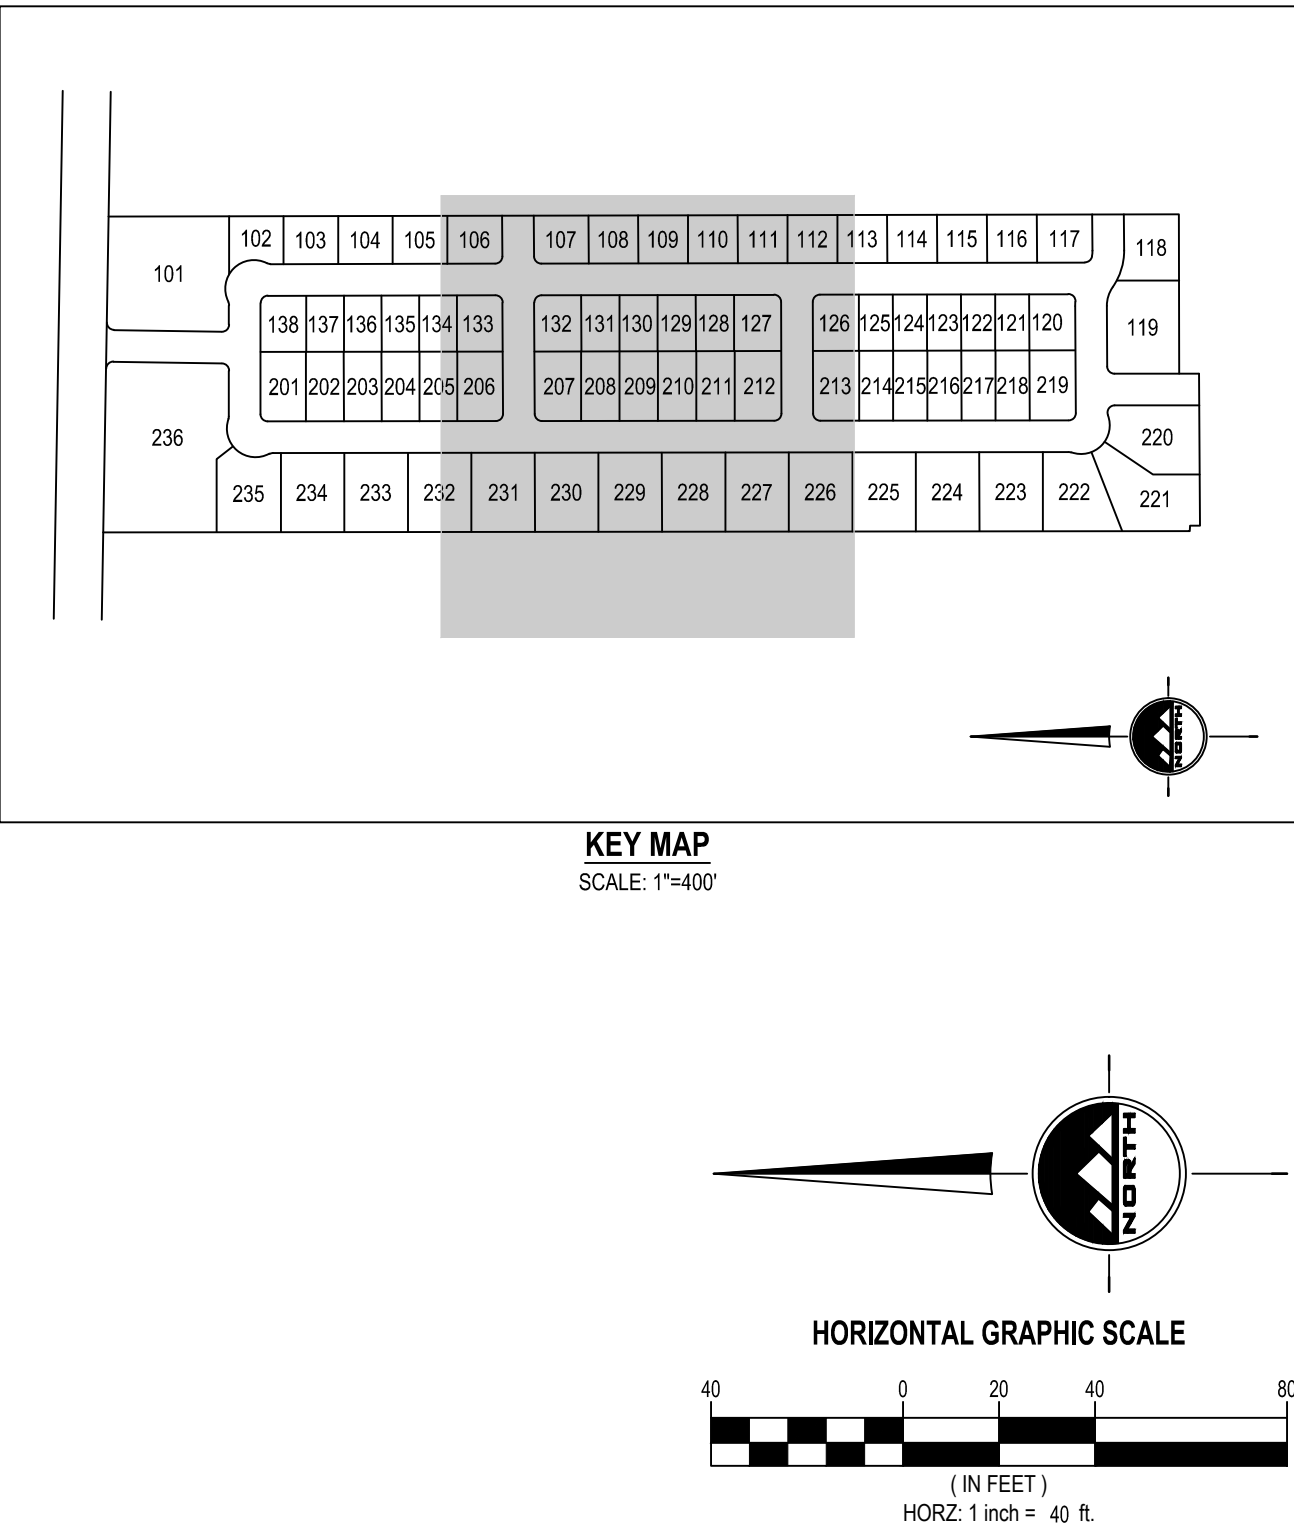 102 103 104 105 106 107 108 109 110 111 112 113 114 115 116 117 118
101
138 137 136 135 134 133 132 131 130 129 128 127 126 125 124 123 122 121 120 119
201 202 203 204 205 206 207 208 209 210 211 212 213 214 215 216 217 218 219
236 220
235 234 233 232 231 230 229 228 227 226 225 224 223 222 221
NORTH
KEY MAP
SCALE: 1"=400'
NORTH
HORIZONTAL GRAPHIC SCALE
40 0 20 40 80
( IN FEET )
HORZ: 1 inch = 40 ft.